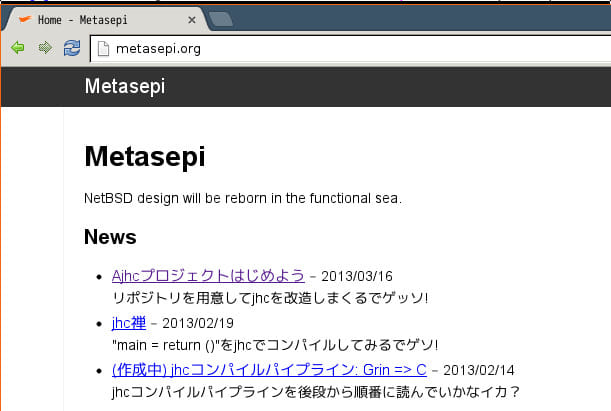 Home - Metasepi
metasepi.org
Metasepi
Metasepi
NetBSD design will be reborn in the functional sea.
News
Ajhcプロジェクトはじめよう – 2013/03/16
リポジトリを用意してjhcを改造しまくるでゲッソ!
jhc禅 – 2013/02/19
"main = return ()"をjhcでコンパイルしてみるでゲソ!
(作成中) jhcコンパイルパイプライン: Grin => C – 2013/02/14
jhcコンパイルパイプラインを後段から順番に読んでいかなイカ？